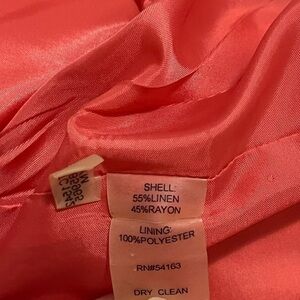 SHELL:
55%LINEN
45%RAYON
LINING:
100%POLYESTER
RN#54163
DRY CLEAN